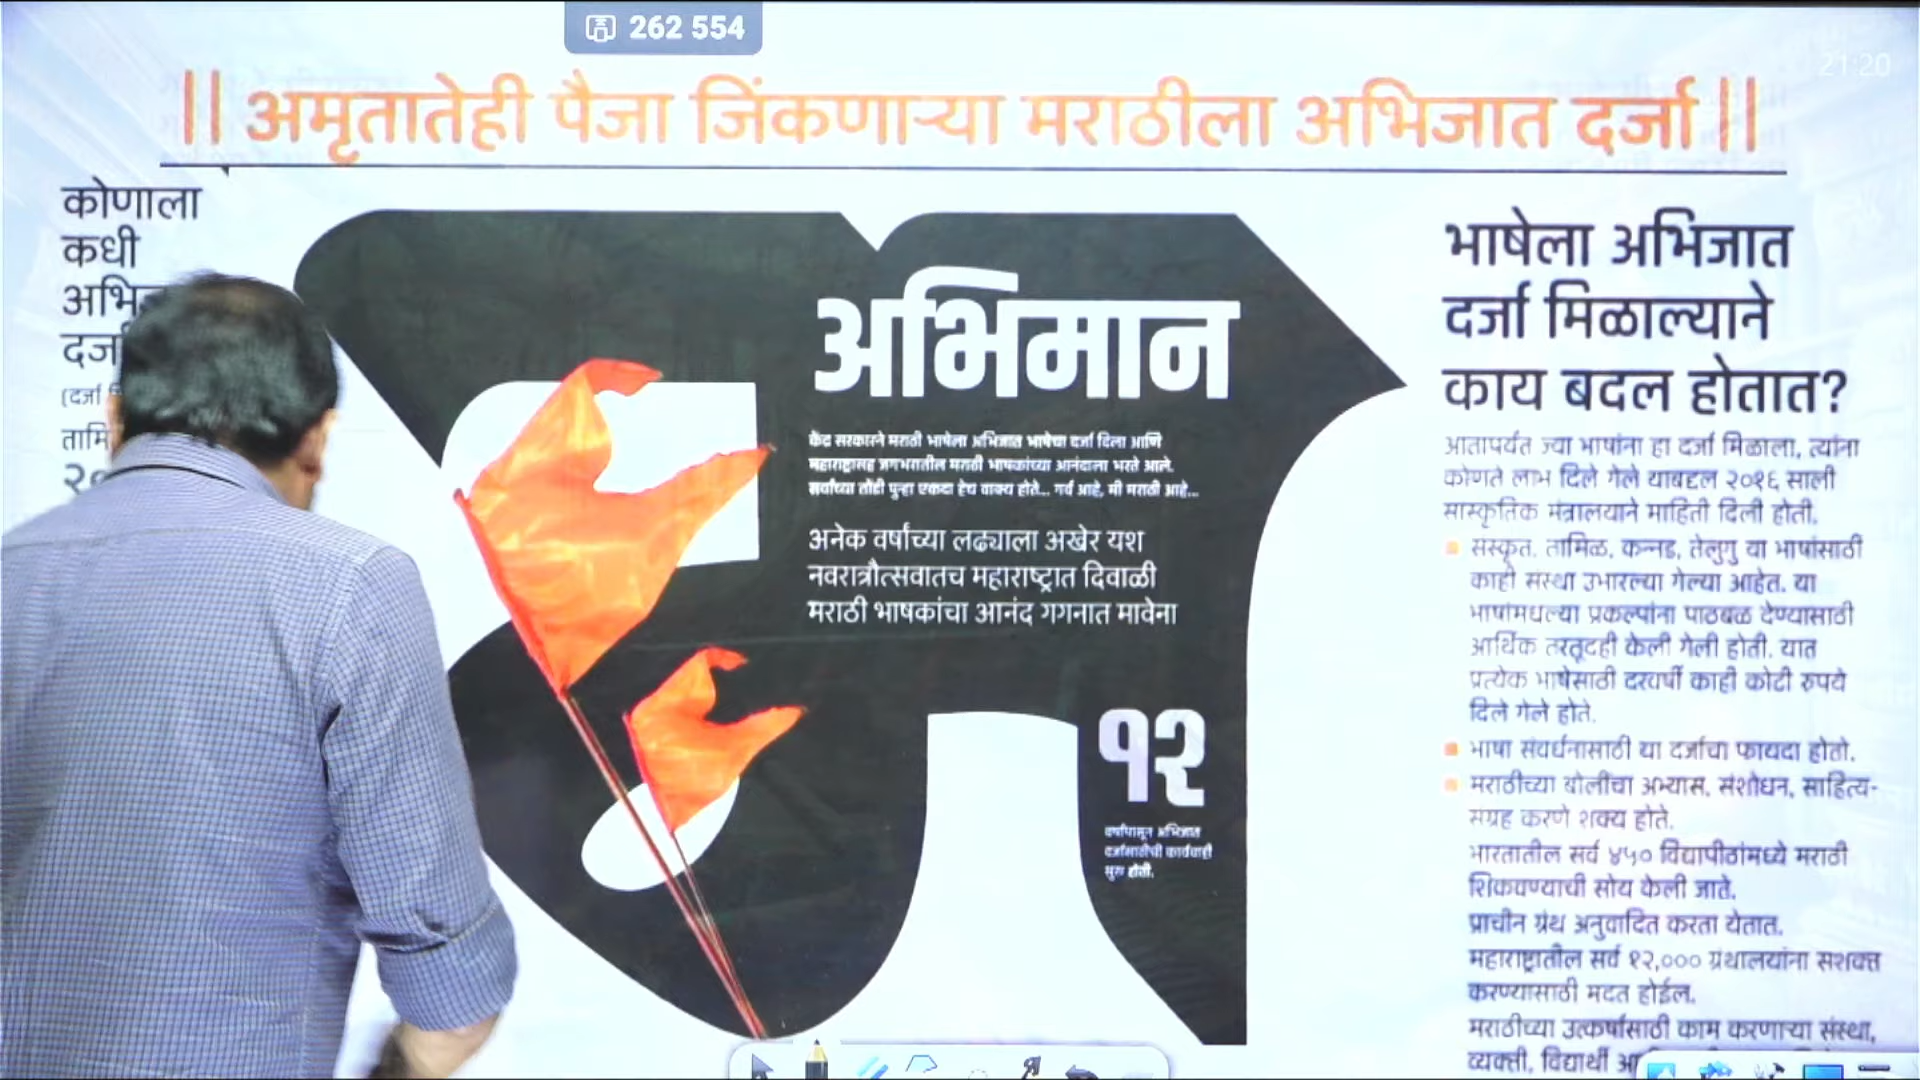 262 554
21:20
|| अमृतातेही पैजा जिंकणाऱ्या मराठीला अभिजात दर्जा ||
कोणाला
कधी
(दर्जा
२०
अभिमान
केंद्र सरकारने मराठी भाषेला अभिजात भाषेचा दर्जा दिला आणि
महाराष्ट्रासह जगभरातील मराठी भाषकांच्या आनंदाला भरते आले.
सर्वांच्या तोंडी पुन्हा एकदा हेच वाक्य होते... गर्व आहे, मी मराठी आहे...
अनेक वर्षांच्या लढ्याला अखेर यश
नवरात्रौत्सवातच महाराष्ट्रात दिवाळी
मराठी भाषकांचा आनंद गगनात मावेना
१२
वर्षांपासून अभिजात
दर्जासाठीची कार्यवाही
सुरू होती.
भाषेला अभिजात
दर्जा मिळाल्याने
काय बदल होतात?
आतापर्यंत ज्या भाषांना हा दर्जा मिळाला, त्यांना
कोणते लाभ दिले गेले याबद्दल २०१६ साली
सांस्कृतिक मंत्रालयाने माहिती दिली होती.
संस्कृत, तामिळ, कन्नड, तेलुगु या भाषांसाठी
काही संस्था उभारल्या गेल्या आहेत. या
भाषांमधल्या प्रकल्पांना पाठबळ देण्यासाठी
आर्थिक तरतूदही केली गेली होती. यात
प्रत्येक भाषेसाठी दरवर्षी काही कोटी रुपये
दिले गेले होते.
भाषा संवर्धनासाठी या दर्जाचा फायदा होतो.
मराठीच्या बोलींचा अभ्यास, संशोधन, साहित्य-
संग्रह करणे शक्य होते.
भारतातील सर्व ४५० विद्यापीठांमध्ये मराठी
शिकवण्याची सोय केली जाते.
प्राचीन ग्रंथ अनुवादित करता येतात.
महाराष्ट्रातील सर्व १२,००० ग्रंथालयांना सशक्त
करण्यासाठी मदत होईल.
मराठीच्या उत्कर्षासाठी काम करणाऱ्या संस्था,
व्यक्ती, विद्यार्थी